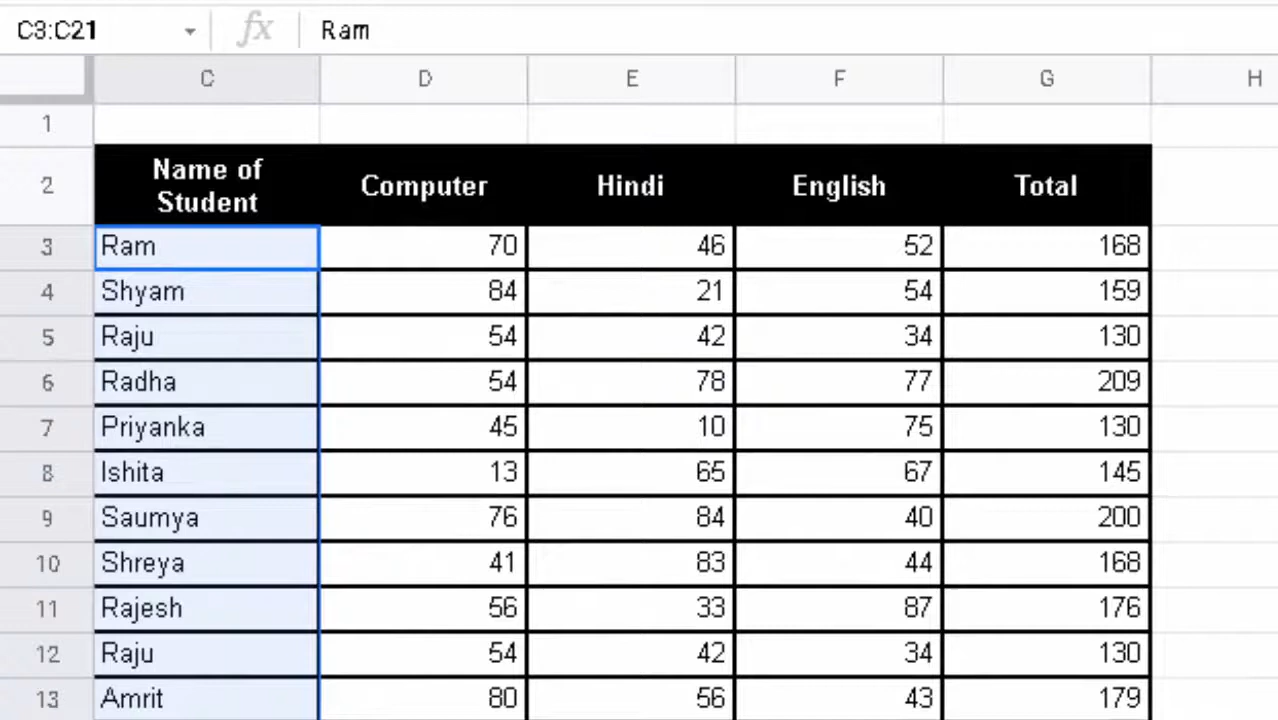 C3:C21 fx Ram
C D E F G H
1
2 Name of Student Computer Hindi English Total
3 Ram 70 46 52 168
4 Shyam 84 21 54 159
5 Raju 54 42 34 130
6 Radha 54 78 77 209
7 Priyanka 45 10 75 130
8 Ishita 13 65 67 145
9 Saumya 76 84 40 200
10 Shreya 41 83 44 168
11 Rajesh 56 33 87 176
12 Raju 54 42 34 130
13 Amrit 80 56 43 179